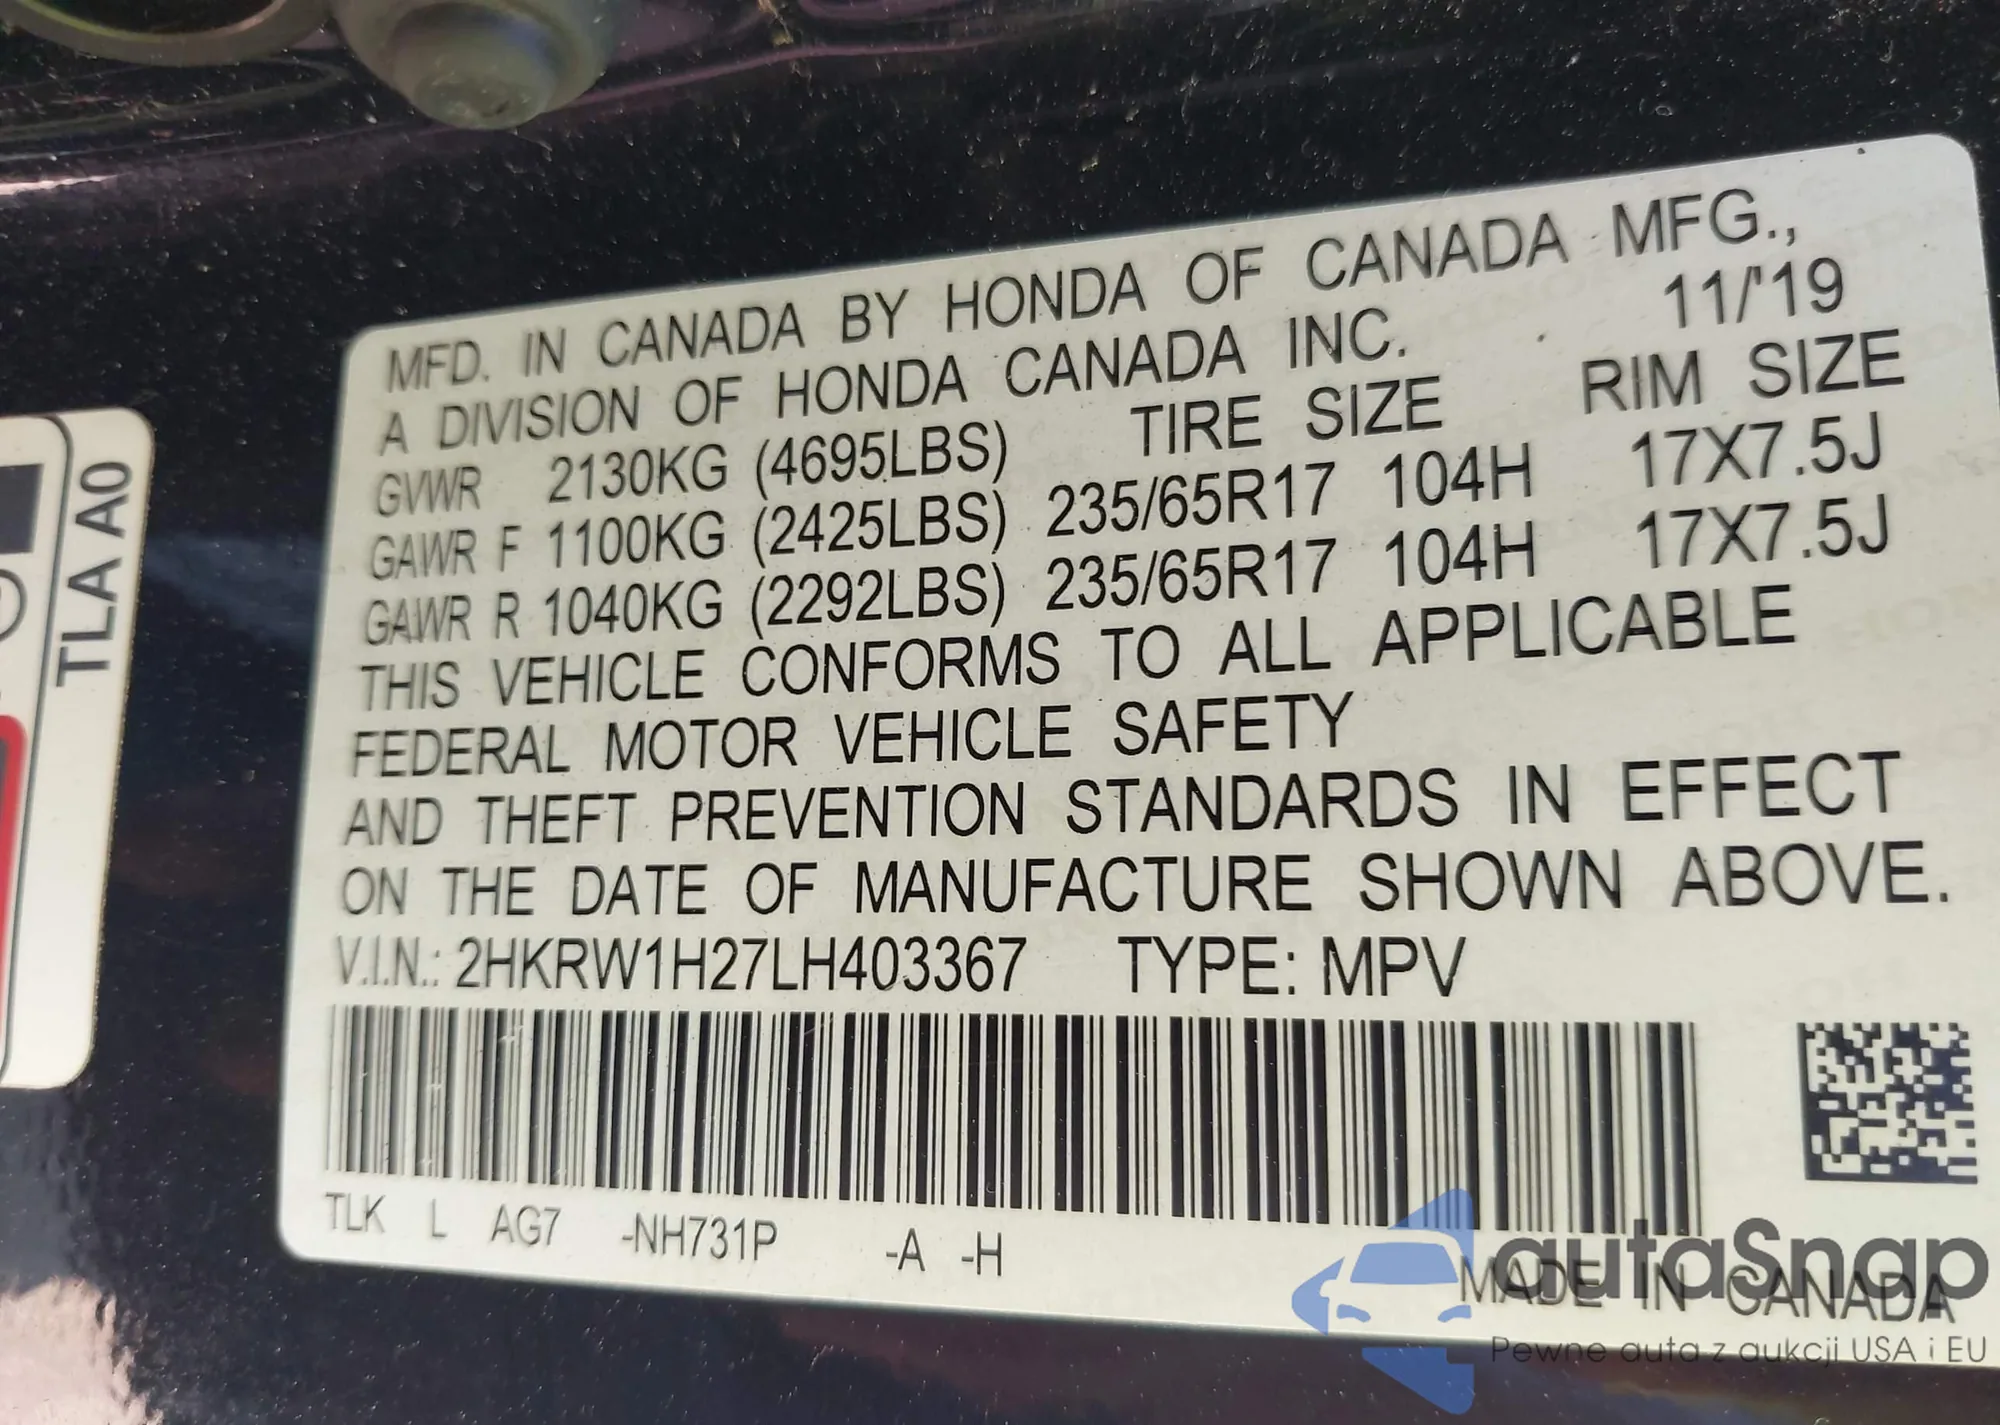 MFD. IN CANADA BY HONDA OF CANADA MFG.,
A DIVISION OF HONDA CANADA INC. 11/'19
GVWR 2130KG (4695LBS) TIRE SIZE RIM SIZE
GAWR F 1100KG (2425LBS) 235/65R17 104H 17X7.5J
GAWR R 1040KG (2292LBS) 235/65R17 104H 17X7.5J
THIS VEHICLE CONFORMS TO ALL APPLICABLE
FEDERAL MOTOR VEHICLE SAFETY
AND THEFT PREVENTION STANDARDS IN EFFECT
ON THE DATE OF MANUFACTURE SHOWN ABOVE.
V.I.N.: 2HKRW1H27LH403367 TYPE: MPV
TLK L AG7 -NH731P -A -H
MADE IN CANADA
TLA A0
autaSnap
Pewne auta z aukcji USA i EU